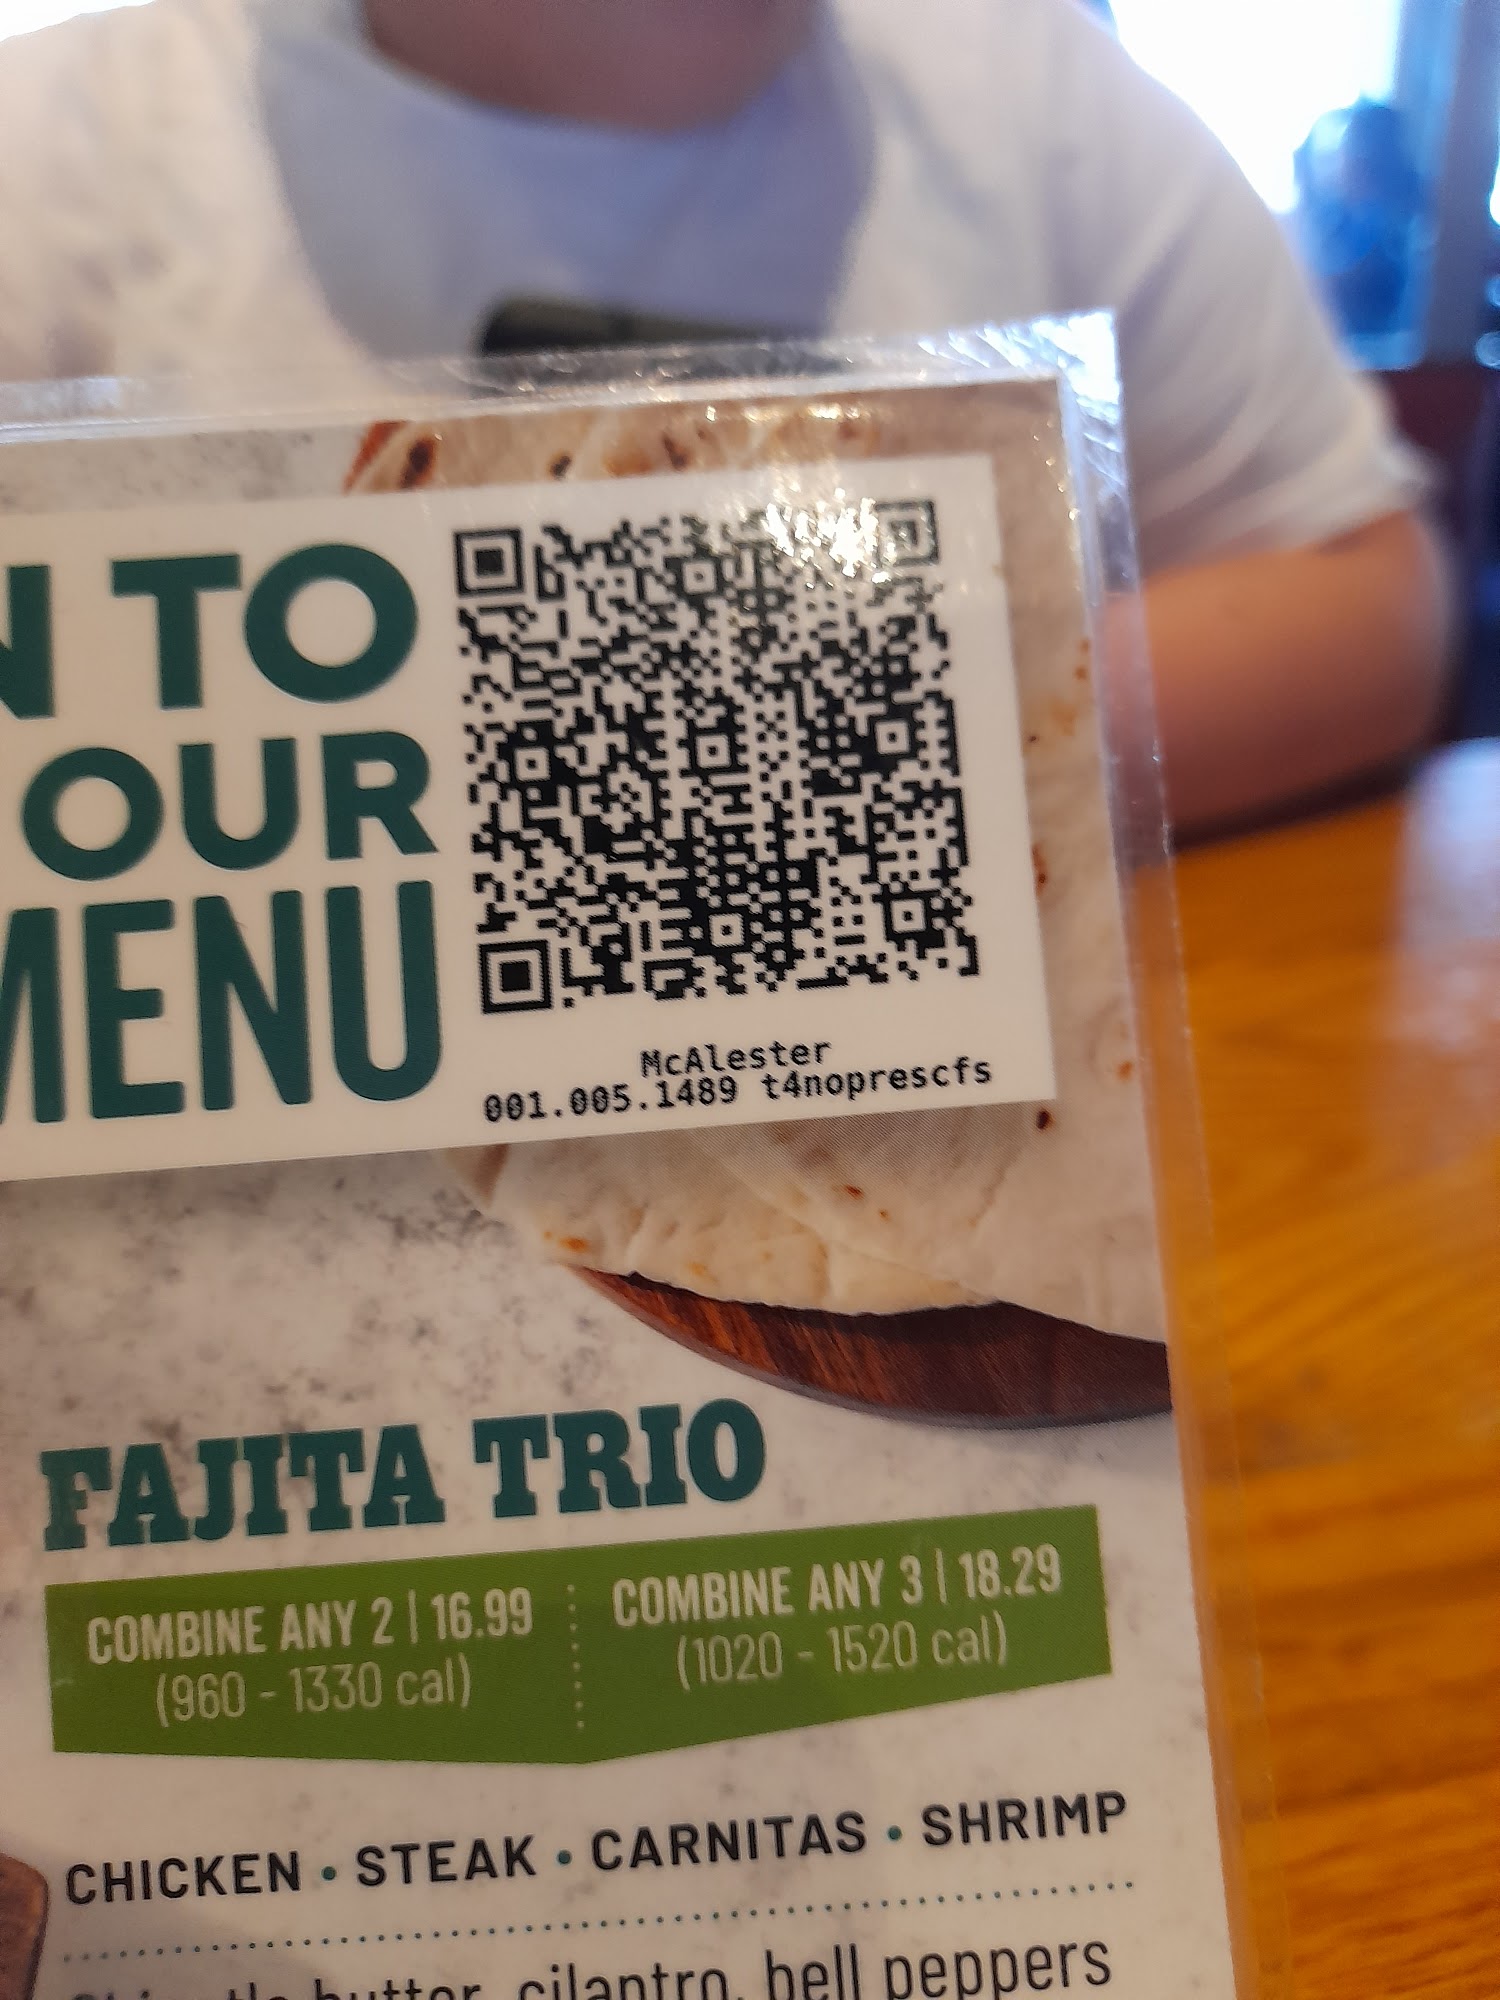 N TO
OUR
MENU
McAlester
001.005.1489 t4noprescfs
FAJITA TRIO
COMBINE ANY 2 | 16.99
(960 - 1330 cal)
COMBINE ANY 3 | 18.29
(1020 - 1520 cal)
CHICKEN • STEAK • CARNITAS • SHRIMP
butter, cilantro, bell peppers